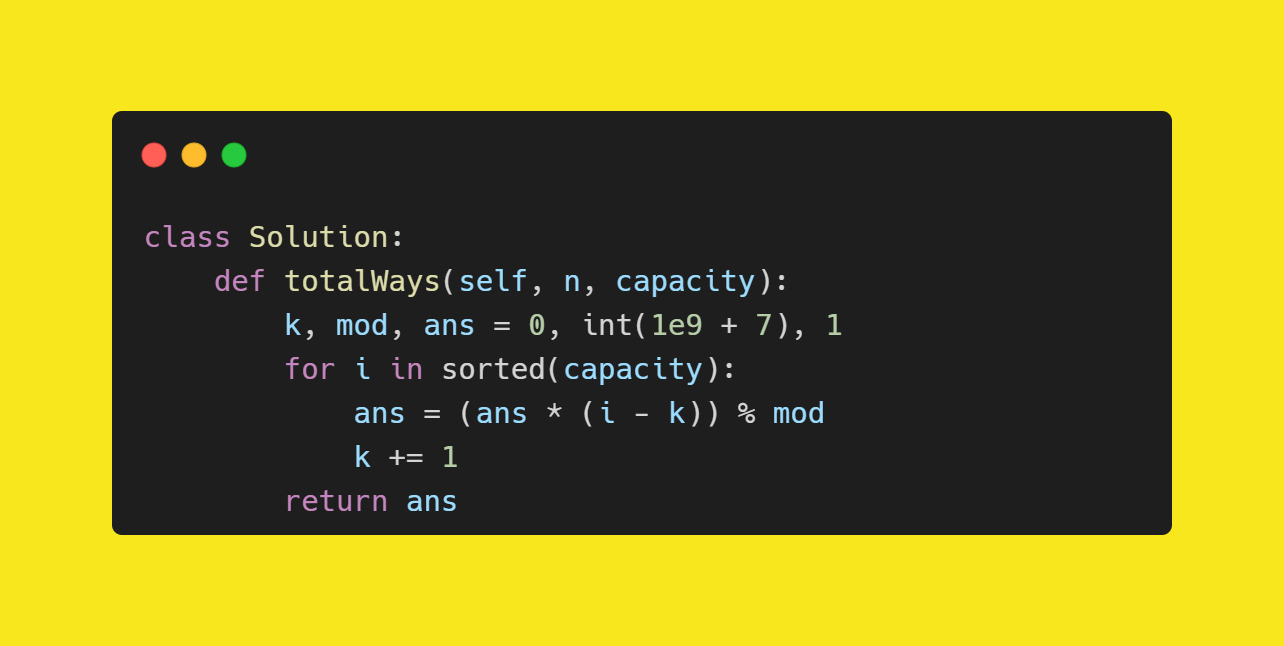 class Solution:
    def totalWays(self, n, capacity):
        k, mod, ans = 0, int(1e9 + 7), 1
        for i in sorted(capacity):
            ans = (ans * (i - k)) % mod
            k += 1
        return ans